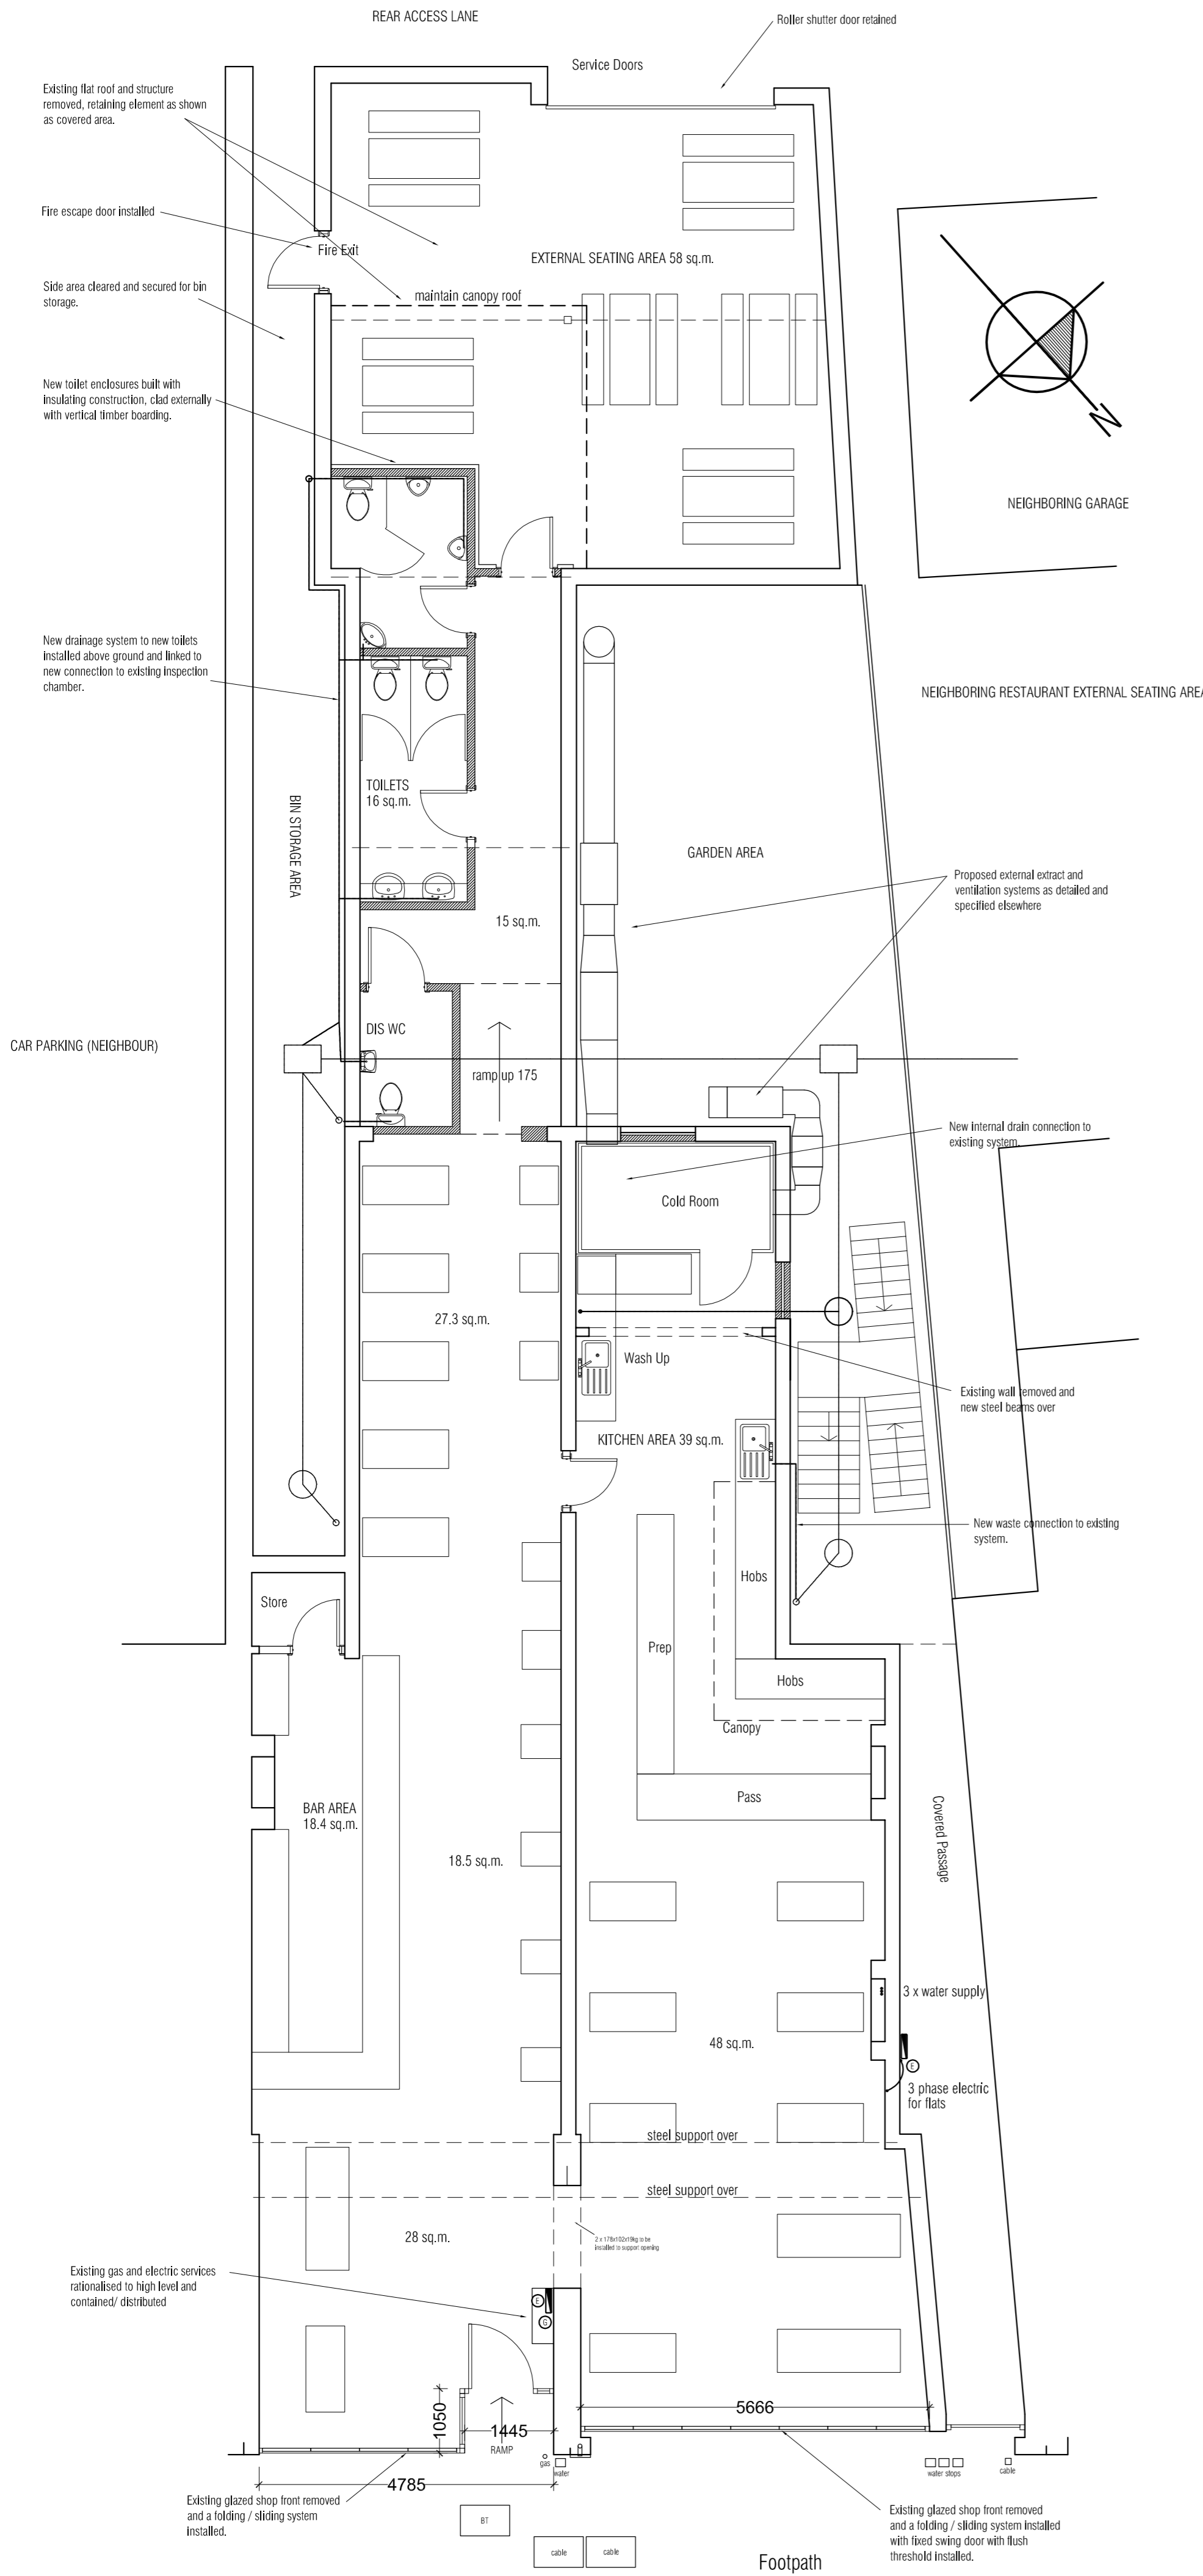 REAR ACCESS LANE
Roller shutter door retained
Service Doors
Existing flat roof and structure
removed, retaining element as shown
as covered area.
Fire escape door installed
Fire Exit
EXTERNAL SEATING AREA 58 sq.m.
Side area cleared and secured for bin
storage.
maintain canopy roof
New toilet enclosures built with
insulating construction, clad externally
with vertical timber boarding.
N
NEIGHBORING GARAGE
New drainage system to new toilets
installed above ground and linked to
new connection to existing inspection
chamber.
NEIGHBORING RESTAURANT EXTERNAL SEATING AREA
TOILETS
16 sq.m.
BIN STORAGE AREA
GARDEN AREA
Proposed external extract and
ventilation systems as detailed and
specified elsewhere
15 sq.m.
DIS WC
CAR PARKING (NEIGHBOUR)
ramp up 175
New internal drain connection to
existing system.
Cold Room
27.3 sq.m.
Wash Up
Existing wall removed and
new steel beams over
KITCHEN AREA 39 sq.m.
New waste connection to existing
system.
Hobs
Store
Prep
Hobs
Canopy
Pass
BAR AREA
18.4 sq.m.
Covered Passage
18.5 sq.m.
3 x water supply
48 sq.m.
E
3 phase electric
for flats
steel support over
steel support over
28 sq.m.
2 x 178x102x19kg to be
installed to support opening
Existing gas and electric services
rationalised to high level and
contained/ distributed
E
G
1050
1445
RAMP
5666
gas
water
water stops
cable
4785
Existing glazed shop front removed
and a folding / sliding system
installed.
BT
Existing glazed shop front removed
and a folding / sliding system installed
with fixed swing door with flush
threshold installed.
cable
cable
Footpath